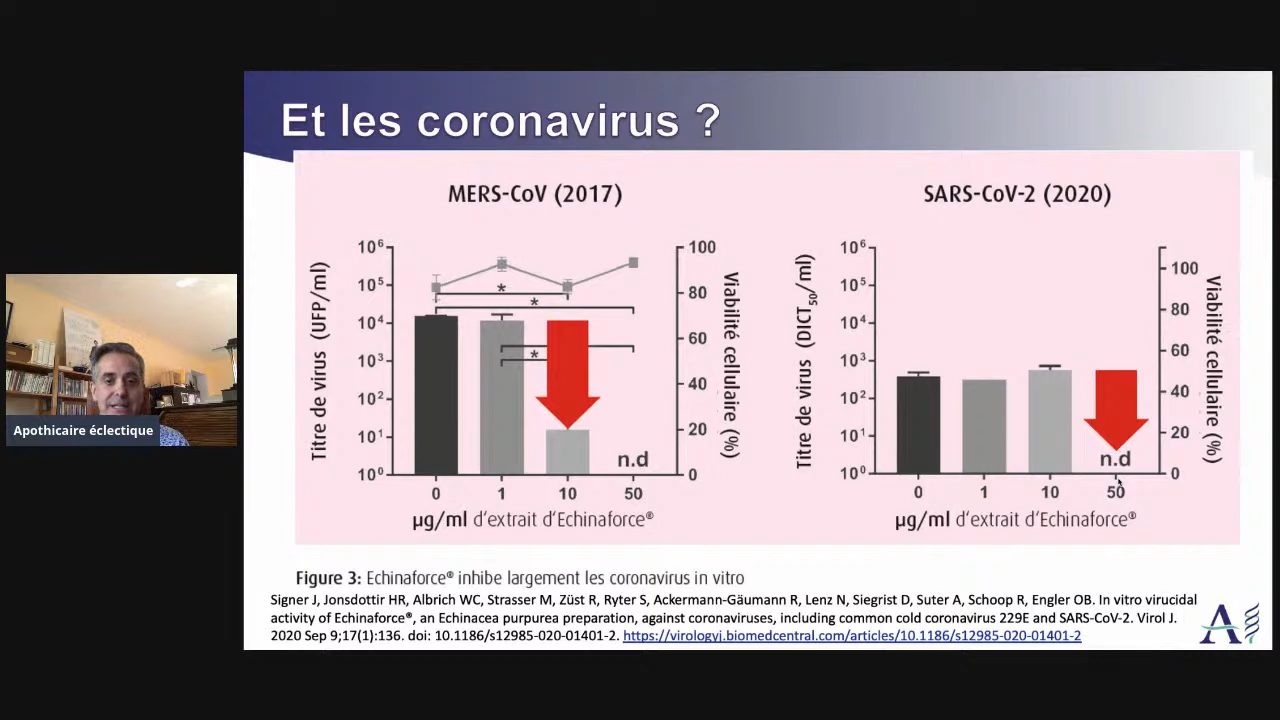 Et les coronavirus ?
MERS-CoV (2017)
Titre de virus (UFP/ml)
10⁶
10⁵
10⁴
10³
10²
10¹
10⁰
100
80
60
40
20
0
Viabilité cellulaire (%)
*
*
*
n.d
0 1 10 50
µg/ml d'extrait d'Echinaforce®
SARS-CoV-2 (2020)
Titre de virus (DICT₅₀/ml)
10⁶
10⁵
10⁴
10³
10²
10¹
10⁰
100
80
60
40
20
0
Viabilité cellulaire (%)
n.d
0 1 10 50
µg/ml d'extrait d'Echinaforce®
Apothicaire éclectique
Figure 3: Echinaforce® inhibe largement les coronavirus in vitro
Signer J, Jonsdottir HR, Albrich WC, Strasser M, Züst R, Ryter S, Ackermann-Gäumann R, Lenz N, Siegrist D, Suter A, Schoop R, Engler OB. In vitro virucidal
activity of Echinaforce®, an Echinacea purpurea preparation, against coronaviruses, including common cold coronavirus 229E and SARS-CoV-2. Virol J.
2020 Sep 9;17(1):136. doi: 10.1186/s12985-020-01401-2. https://virologyj.biomedcentral.com/articles/10.1186/s12985-020-01401-2
A